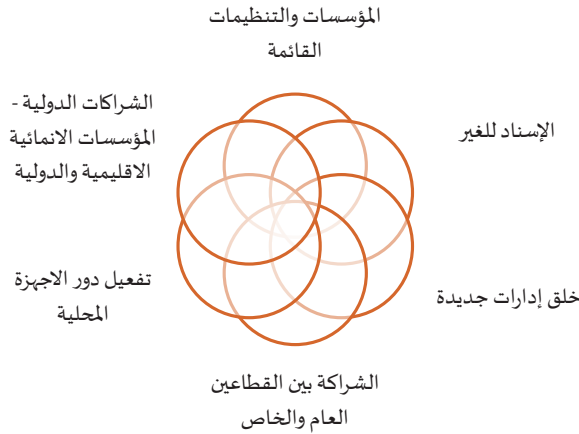 المؤسسات والتنظيمات
القائمة
الإسناد للغير
خلق إدارات جديدة
الشراكة بين القطاعين
العام والخاص
تفعيل دور الاجهزة
المحلية
الشراكات الدولية -
المؤسسات الانمائية
الاقليمية والدولية